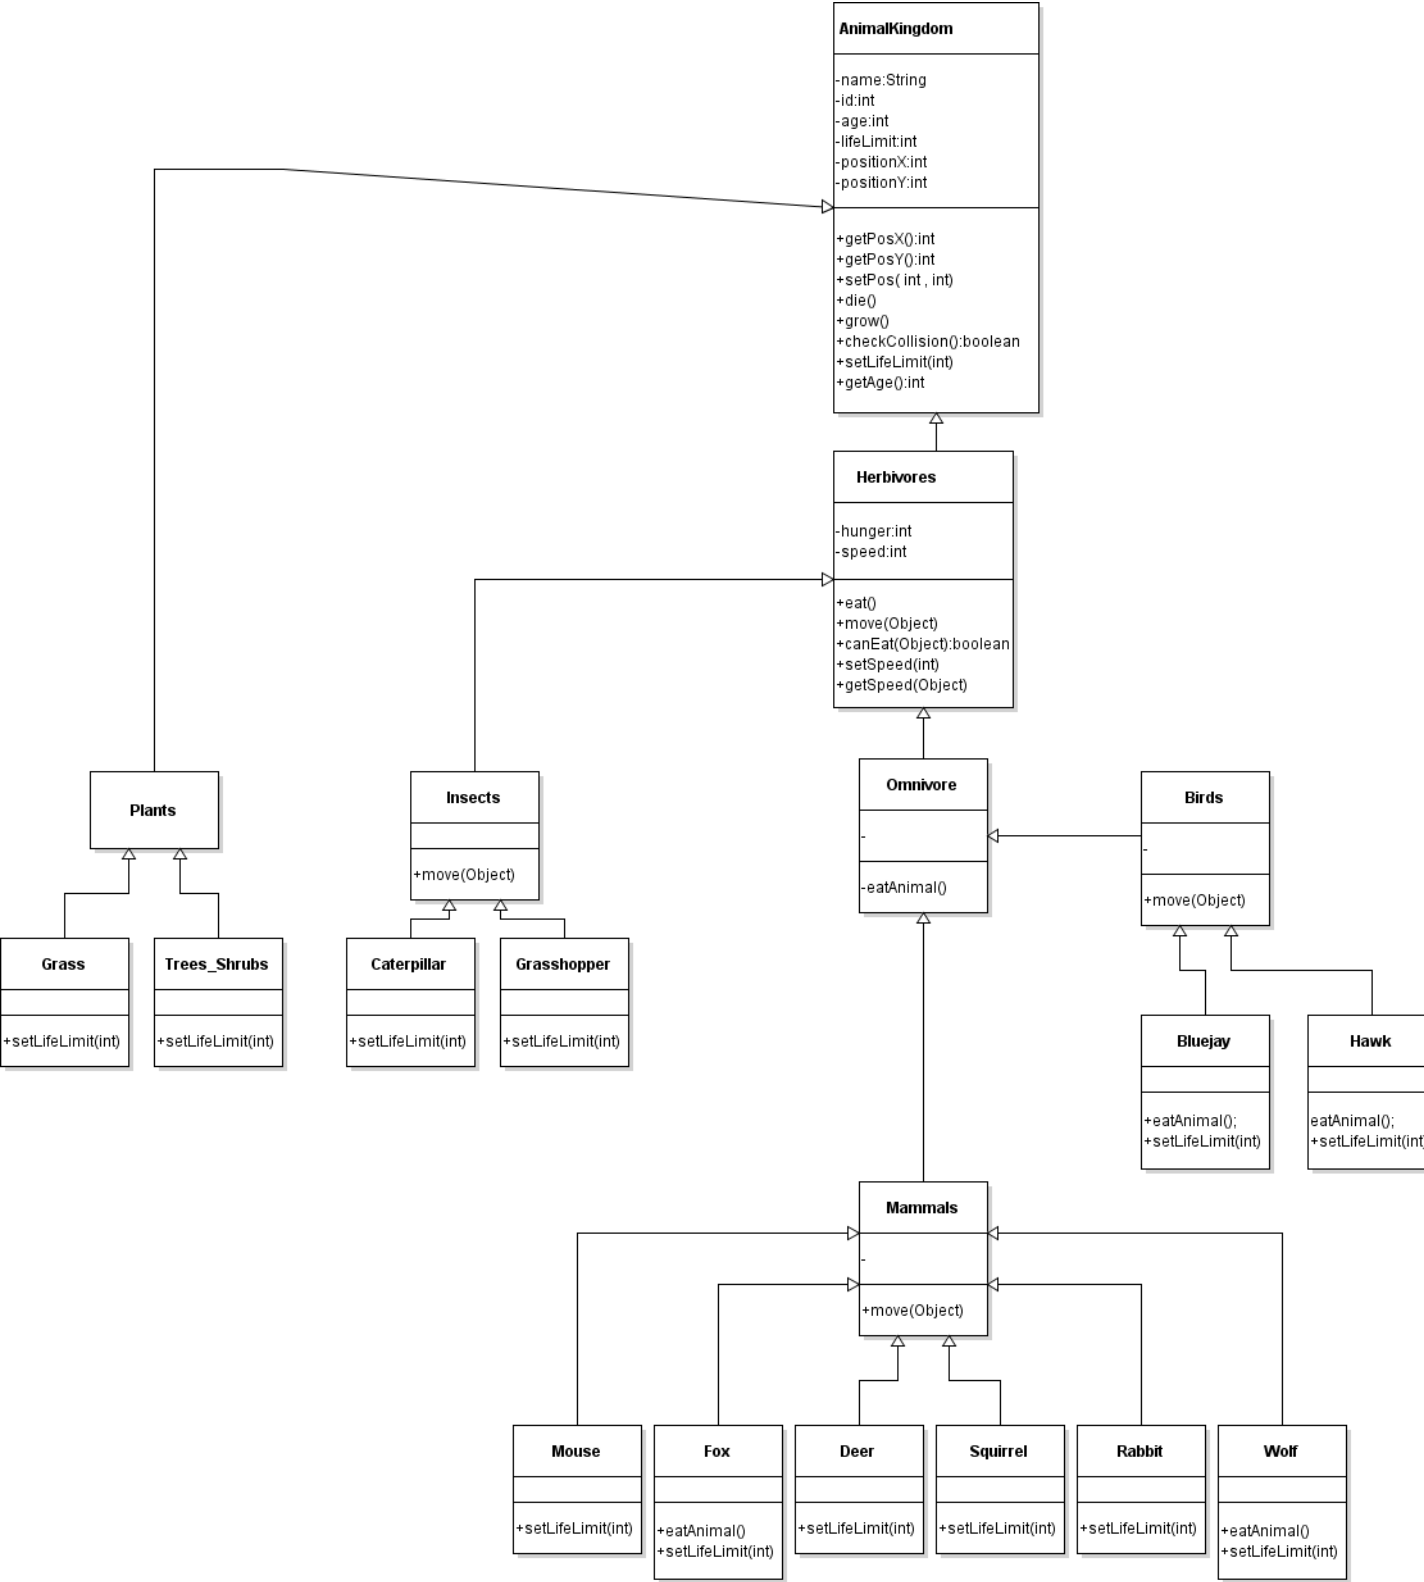 AnimalKingdom
-name:String
-id:int
-age:int
-lifeLimit:int
-positionX:int
-positionY:int
+getPosX():int
+getPosY():int
+setPos( int , int)
+die()
+grow()
+checkCollision():boolean
+setLifeLimit(int)
+getAge():int
Herbivores
-hunger:int
-speed:int
+eat()
+move(Object)
+canEat(Object):boolean
+setSpeed(int)
+getSpeed(Object)
Plants
Insects
+move(Object)
Omnivore
-
-eatAnimal()
Birds
-
+move(Object)
Grass
+setLifeLimit(int)
Trees_Shrubs
+setLifeLimit(int)
Caterpillar
+setLifeLimit(int)
Grasshopper
+setLifeLimit(int)
Bluejay
+eatAnimal();
+setLifeLimit(int)
Hawk
eatAnimal();
+setLifeLimit(int)
Mammals
-
+move(Object)
Mouse
+setLifeLimit(int)
Fox
+eatAnimal()
+setLifeLimit(int)
Deer
+setLifeLimit(int)
Squirrel
+setLifeLimit(int)
Rabbit
+setLifeLimit(int)
Wolf
+eatAnimal()
+setLifeLimit(int)